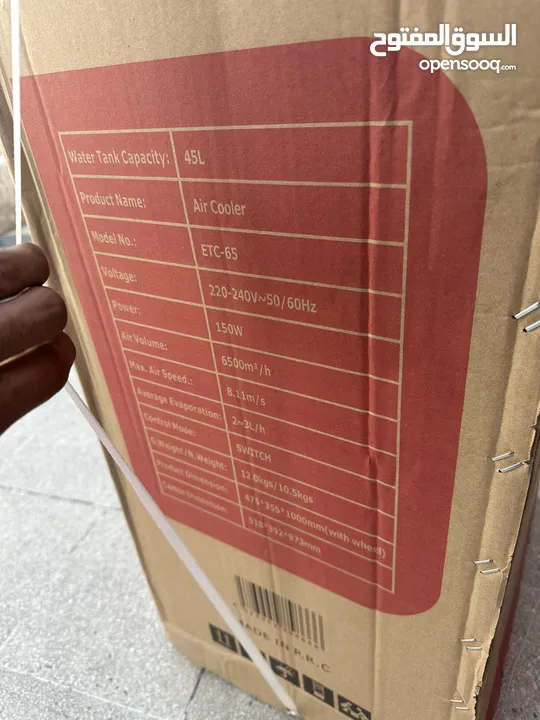 السوق المفتوح
opensooq.com
Water Tank Capacity: 45L
Product Name: Air Cooler
Model No.: ETC-65
Voltage: 220-240V~50/60Hz
Power: 150W
Air Volume: 6500m³/h
Max. Air Speed.: 8.11m/s
Average Evaporation: 2~3L/h
Control Mode: SWITCH
G.Weight/N.Weight: 12.0kgs/10.5kgs
Product Dimension: 475*355*1000mm(with wheel)
Carton Dimension: 518*392*973mm
MADE IN P.R.C